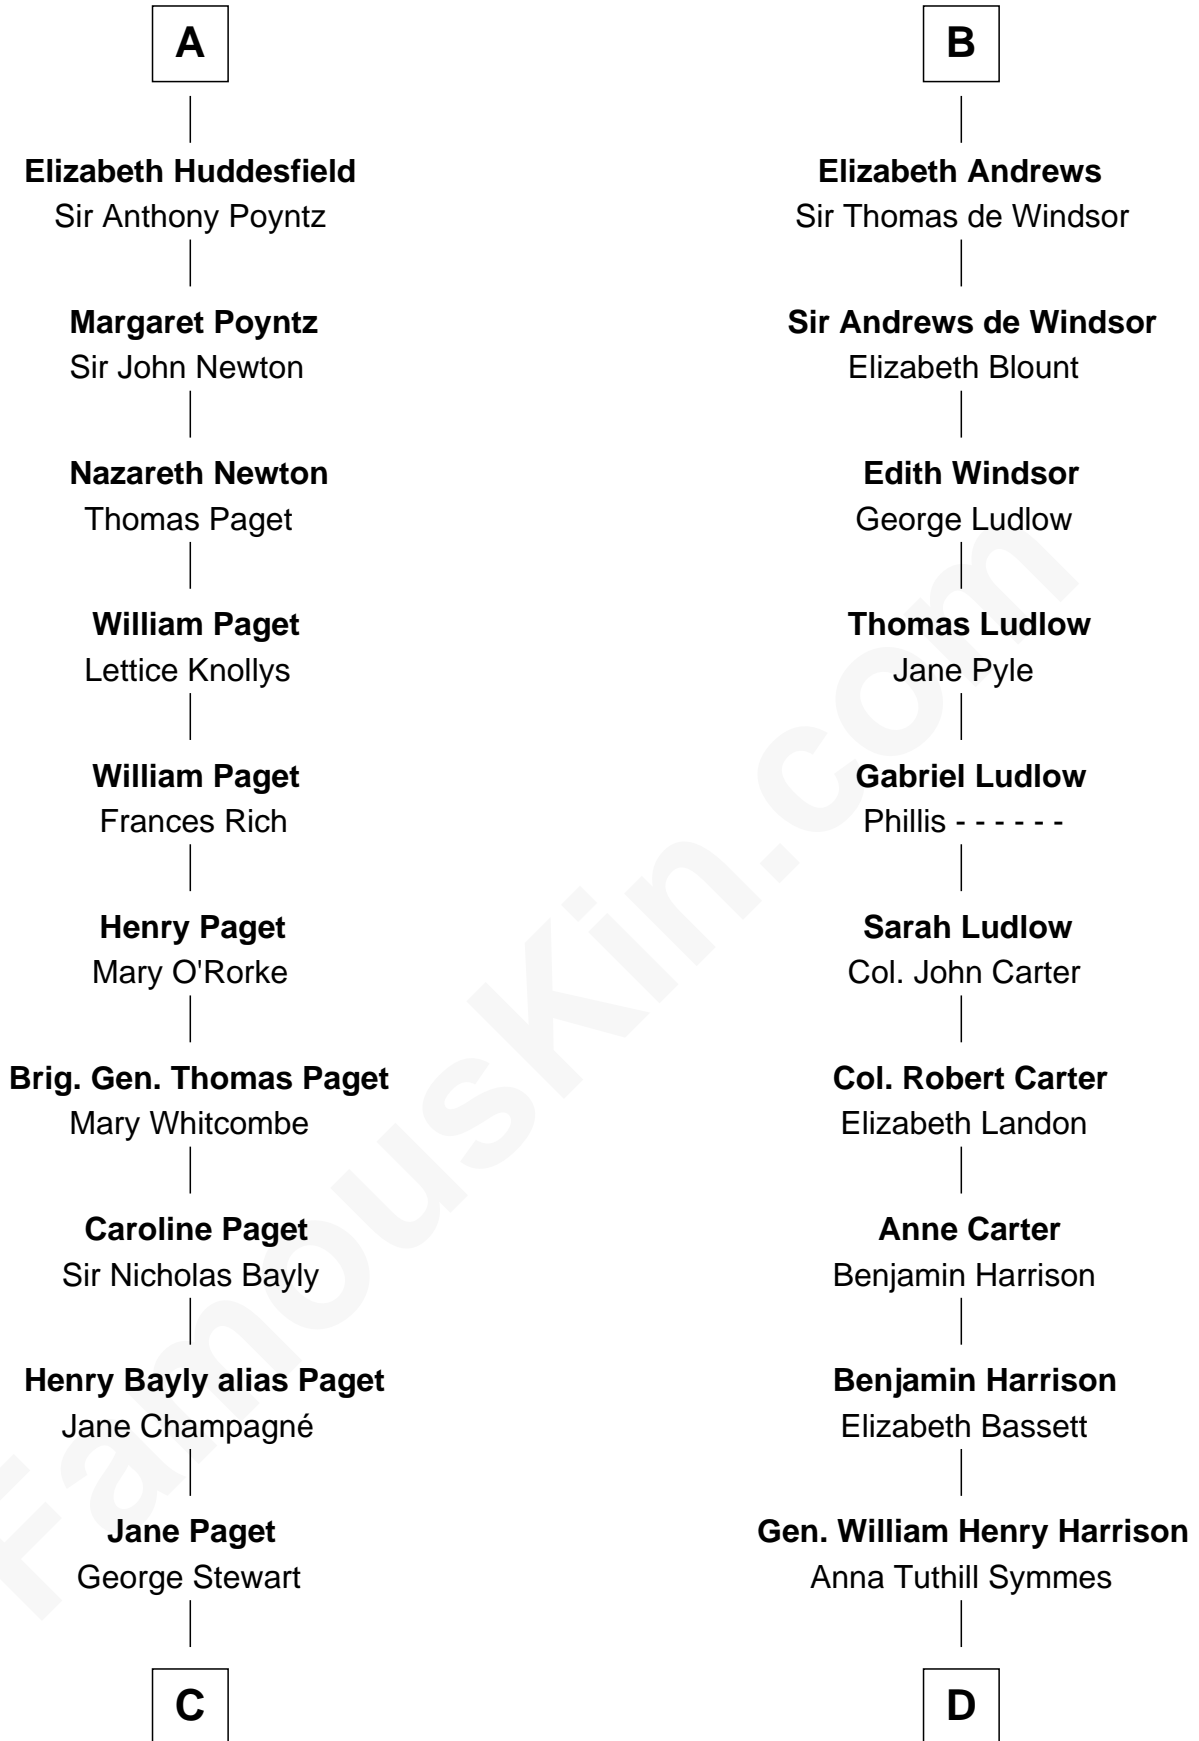 A
Elizabeth Huddesfield
Sir Anthony Poyntz
Margaret Poyntz
Sir John Newton
Nazareth Newton
Thomas Paget
William Paget
Lettice Knollys
William Paget
Frances Rich
Henry Paget
Mary O'Rorke
Brig. Gen. Thomas Paget
Mary Whitcombe
Caroline Paget
Sir Nicholas Bayly
Henry Bayly alias Paget
Jane Champagné
Jane Paget
George Stewart
C
B
Elizabeth Andrews
Sir Thomas de Windsor
Sir Andrews de Windsor
Elizabeth Blount
Edith Windsor
George Ludlow
Thomas Ludlow
Jane Pyle
Gabriel Ludlow
Phillis - - - - - -
Sarah Ludlow
Col. John Carter
Col. Robert Carter
Elizabeth Landon
Anne Carter
Benjamin Harrison
Benjamin Harrison
Elizabeth Bassett
Gen. William Henry Harrison
Anna Tuthill Symmes
D
FamousKin.com